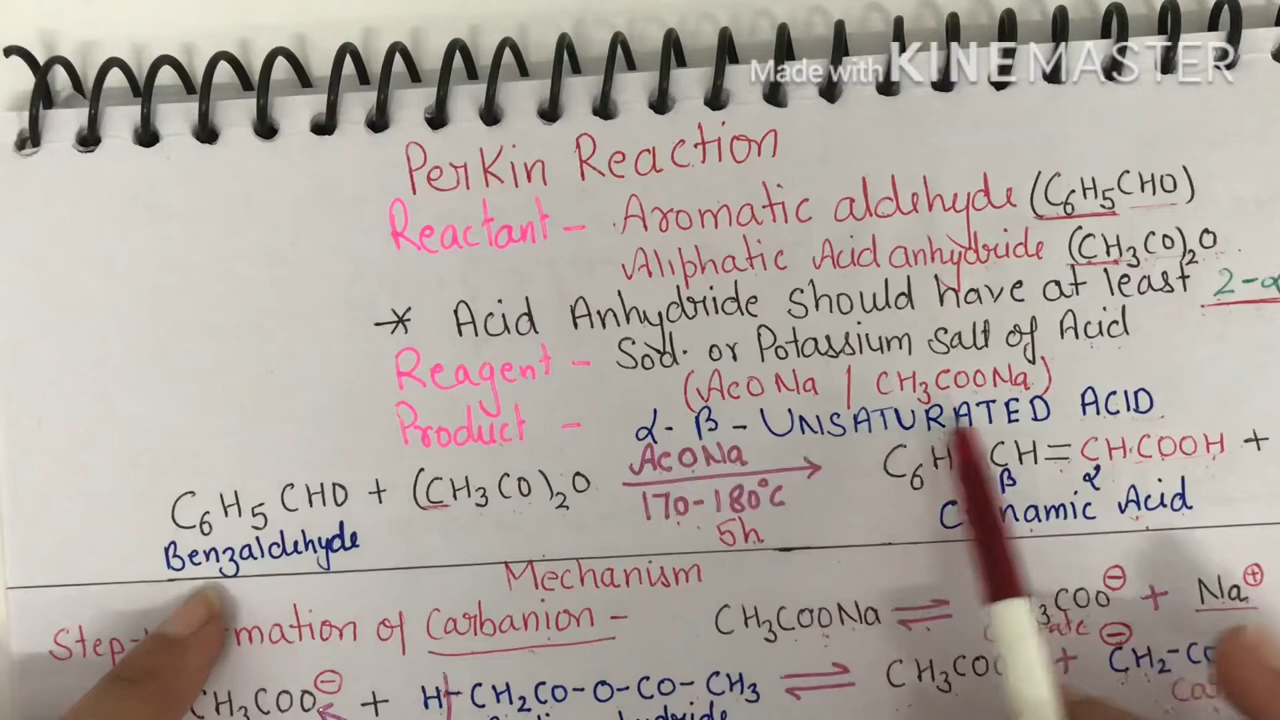 Made with KINEMASTER
Perkin Reaction
Reactant - Aromatic aldehyde (C₆H₅CHO)
Aliphatic Acid anhydride (CH₃CO)₂O
* Acid Anhydride should have at least 2-α
Reagent - Sod. or Potassium salt of Acid
(AcONa / CH₃COONa)
Product - α-β-UNSATURATED ACID
C₆H₅CHO + (CH₃CO)₂O AcONa → C₆H CH=CH·COOH +
170-180°C β α
Benzaldehyde 5h Acid
Mechanism
of Carbanion - CH₃COONa ⇌ COO⊖ + Na⊕
CH₃COO⊖ + H-CH₂CO-O-CO-CH₃ ⇌ CH₃CO + ⊖CH₂-CO